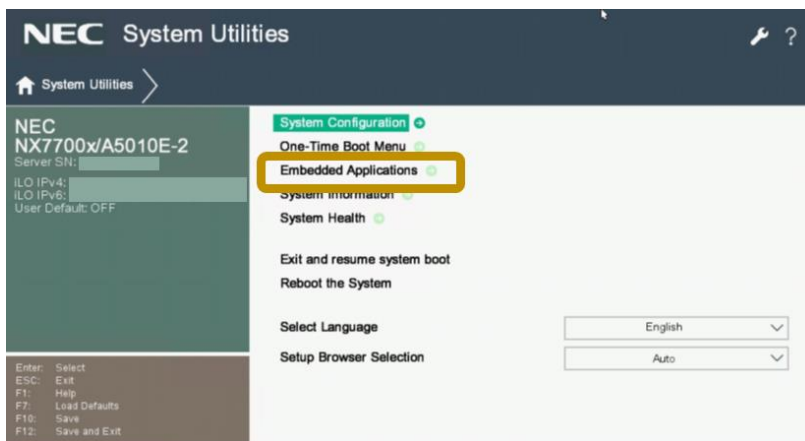 NEC System Utilities
?
System Utilities
NEC
NX7700x/A5010E-2
Server SN:
iLO IPv4:
iLO IPv6:
User Default: OFF
System Configuration
One-Time Boot Menu
Embedded Applications
System Information
System Health
Exit and resume system boot
Reboot the System
Select Language English
Setup Browser Selection Auto
Enter: Select
ESC: Exit
F1: Help
F7: Load Defaults
F10: Save
F12: Save and Exit